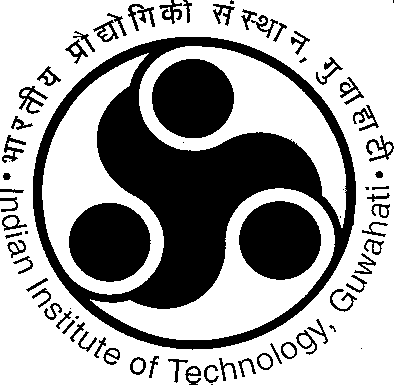 भारतीय प्रौद्योगिकी संस्थान, गुवाहाटी
Indian Institute of Technology, Guwahati